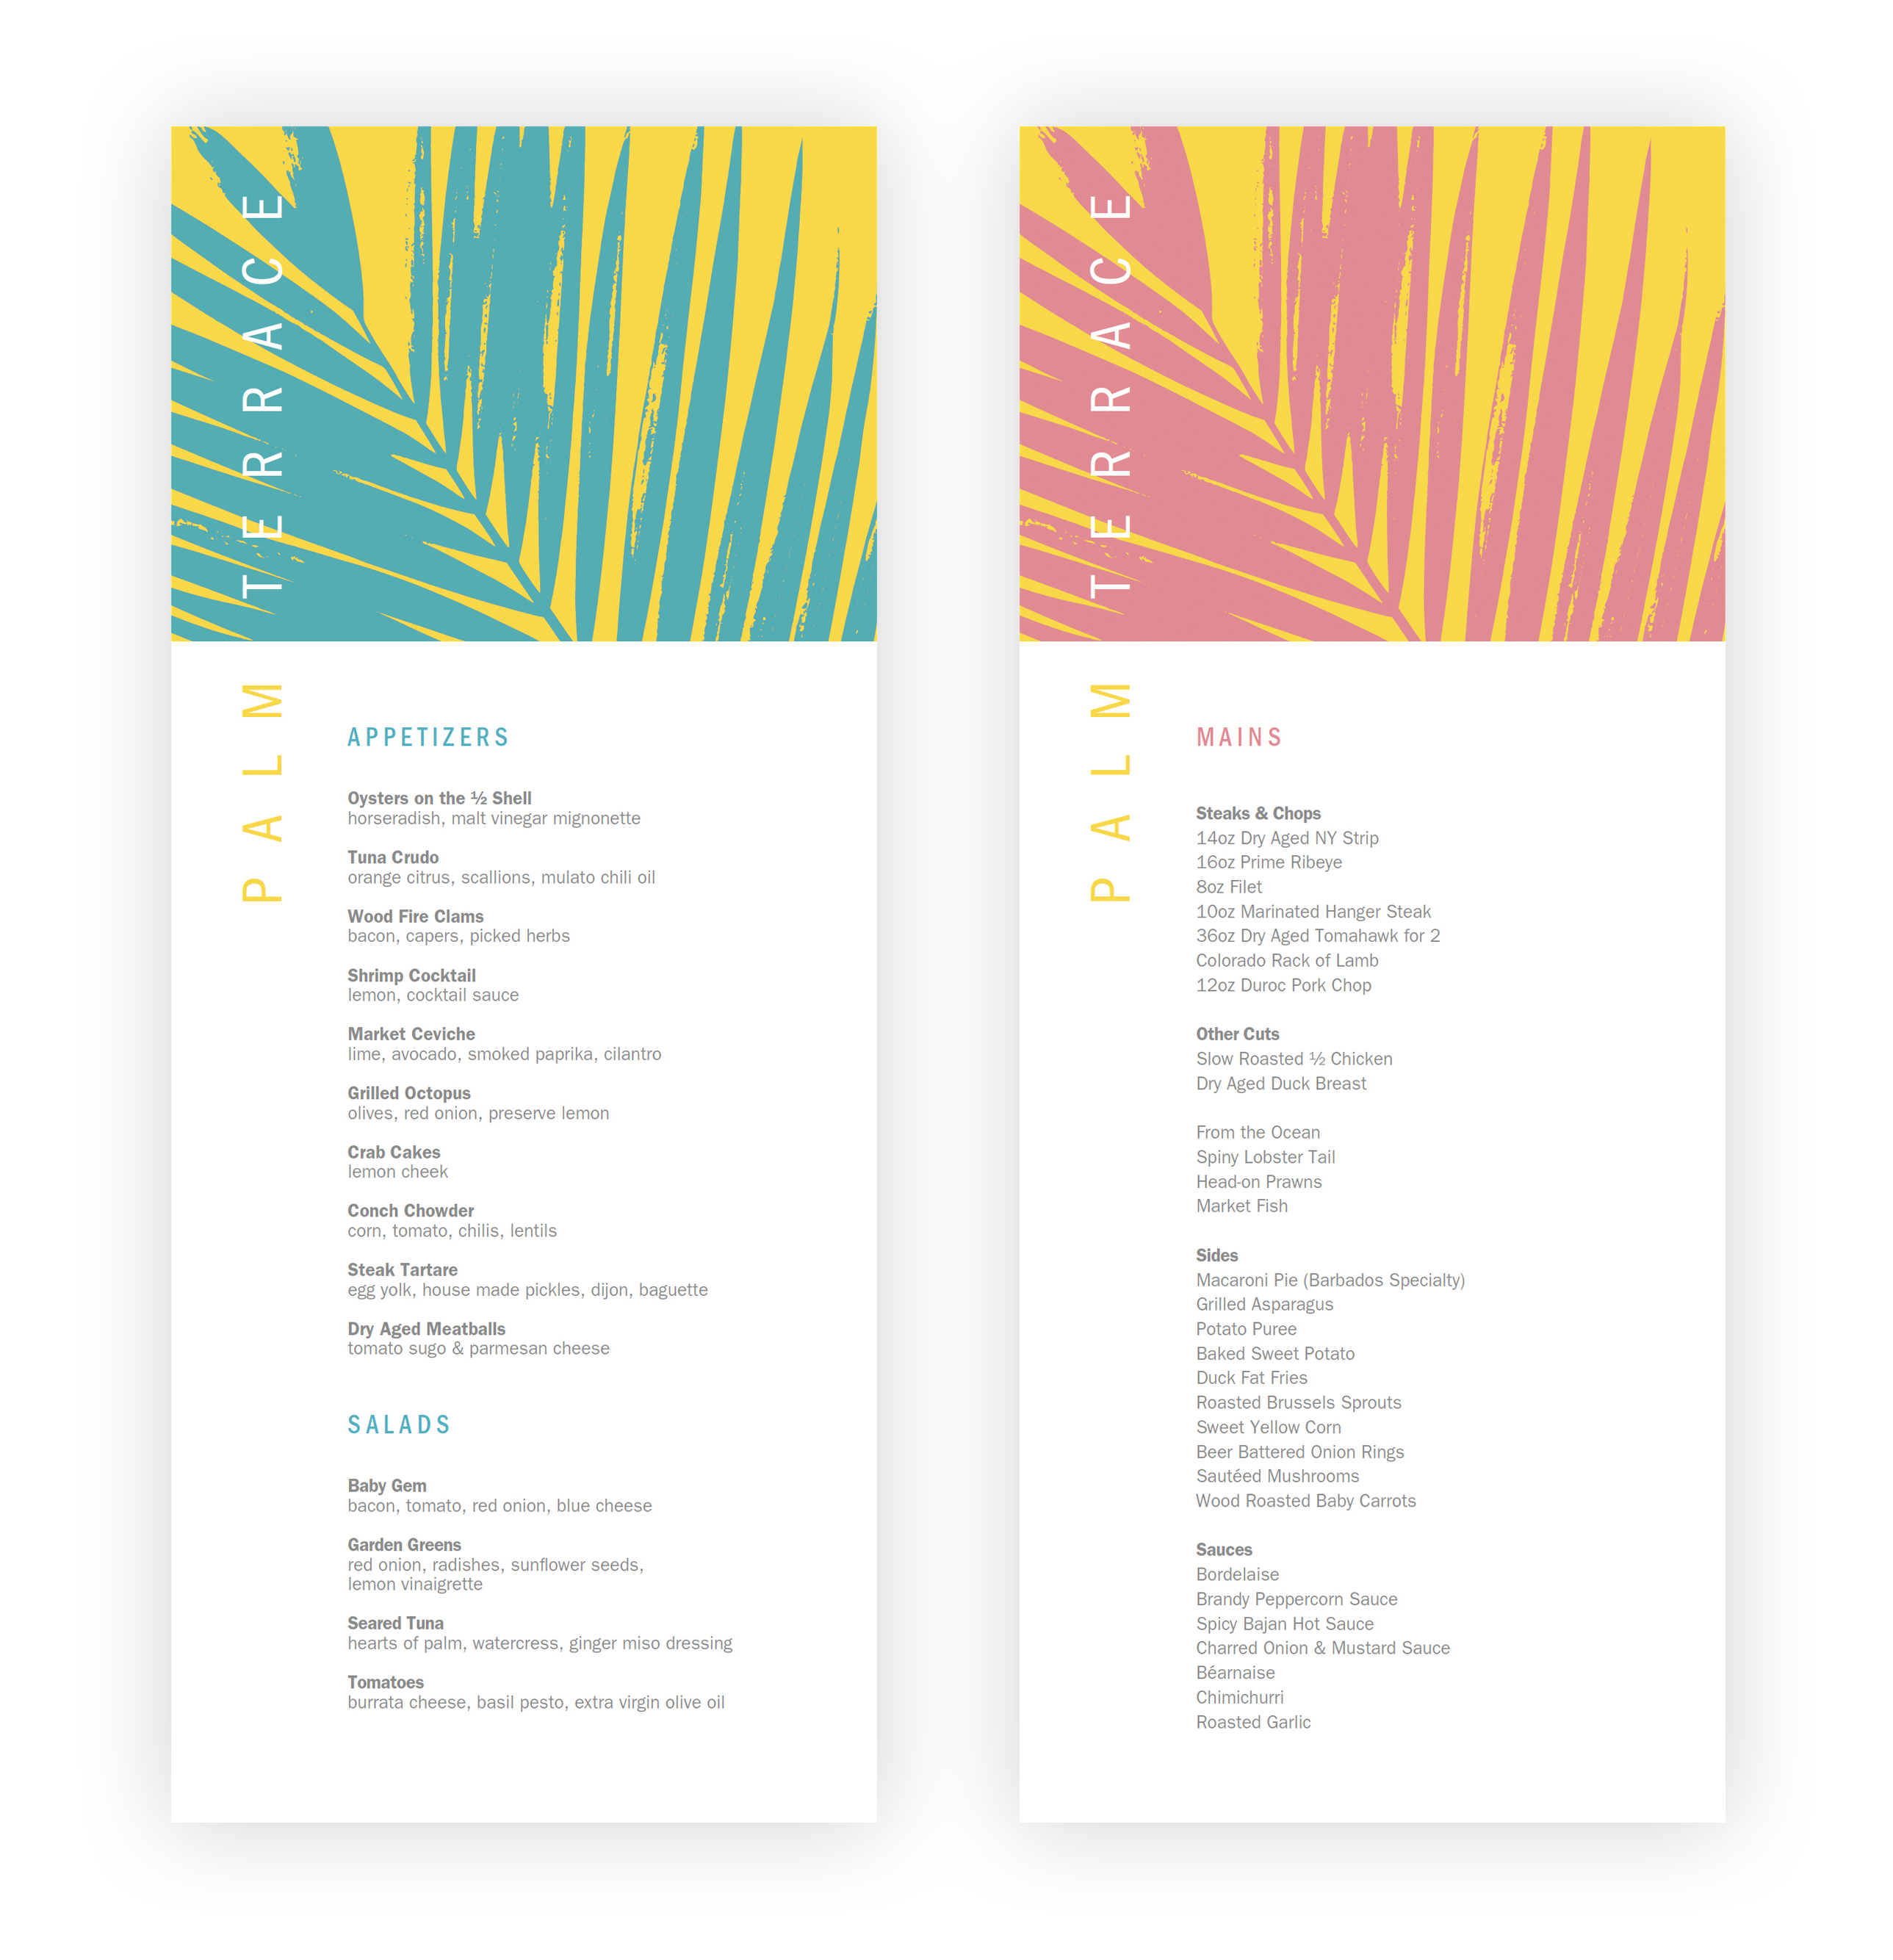 PALM TERRACE
APPETIZERS
Oysters on the ½ Shell
horseradish, malt vinegar mignonette
Tuna Crudo
orange citrus, scallions, mulato chili oil
Wood Fire Clams
bacon, capers, picked herbs
Shrimp Cocktail
lemon, cocktail sauce
Market Ceviche
lime, avocado, smoked paprika, cilantro
Grilled Octopus
olives, red onion, preserve lemon
Crab Cakes
lemon cheek
Conch Chowder
corn, tomato, chilis, lentils
Steak Tartare
egg yolk, house made pickles, dijon, baguette
Dry Aged Meatballs
tomato sugo & parmesan cheese
SALADS
Baby Gem
bacon, tomato, red onion, blue cheese
Garden Greens
red onion, radishes, sunflower seeds,
lemon vinaigrette
Seared Tuna
hearts of palm, watercress, ginger miso dressing
Tomatoes
burrata cheese, basil pesto, extra virgin olive oil
PALM TERRACE
MAINS
Steaks & Chops
14oz Dry Aged NY Strip
16oz Prime Ribeye
8oz Filet
10oz Marinated Hanger Steak
36oz Dry Aged Tomahawk for 2
Colorado Rack of Lamb
12oz Duroc Pork Chop
Other Cuts
Slow Roasted ½ Chicken
Dry Aged Duck Breast
From the Ocean
Spiny Lobster Tail
Head-on Prawns
Market Fish
Sides
Macaroni Pie (Barbados Specialty)
Grilled Asparagus
Potato Puree
Baked Sweet Potato
Duck Fat Fries
Roasted Brussels Sprouts
Sweet Yellow Corn
Beer Battered Onion Rings
Sautéed Mushrooms
Wood Roasted Baby Carrots
Sauces
Bordelaise
Brandy Peppercorn Sauce
Spicy Bajan Hot Sauce
Charred Onion & Mustard Sauce
Béarnaise
Chimichurri
Roasted Garlic